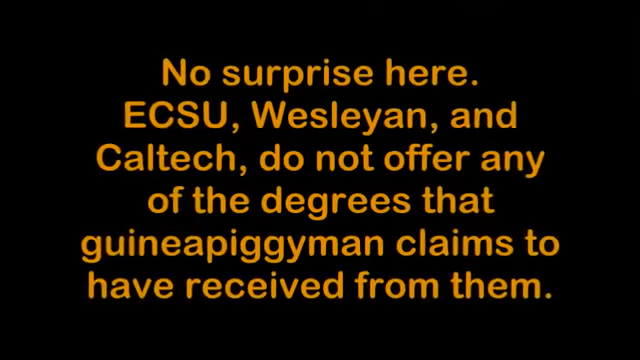 No surprise here.
ECSU, Wesleyan, and
Caltech, do not offer any
of the degrees that
guineapiggyman claims to
have received from them.